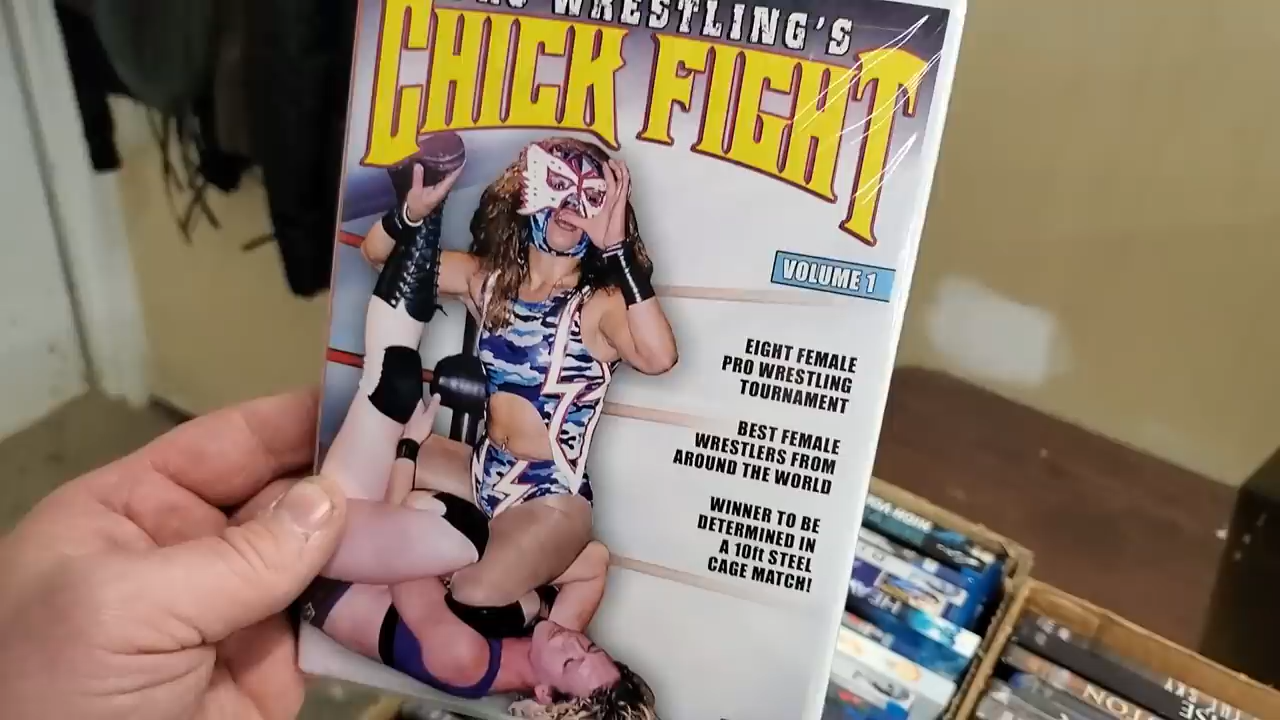 PRO WRESTLING'S
CHICK FIGHT
VOLUME 1
EIGHT FEMALE
PRO WRESTLING
TOURNAMENT
BEST FEMALE
WRESTLERS FROM
AROUND THE WORLD
WINNER TO BE
DETERMINED IN
A 10ft STEEL
CAGE MATCH!